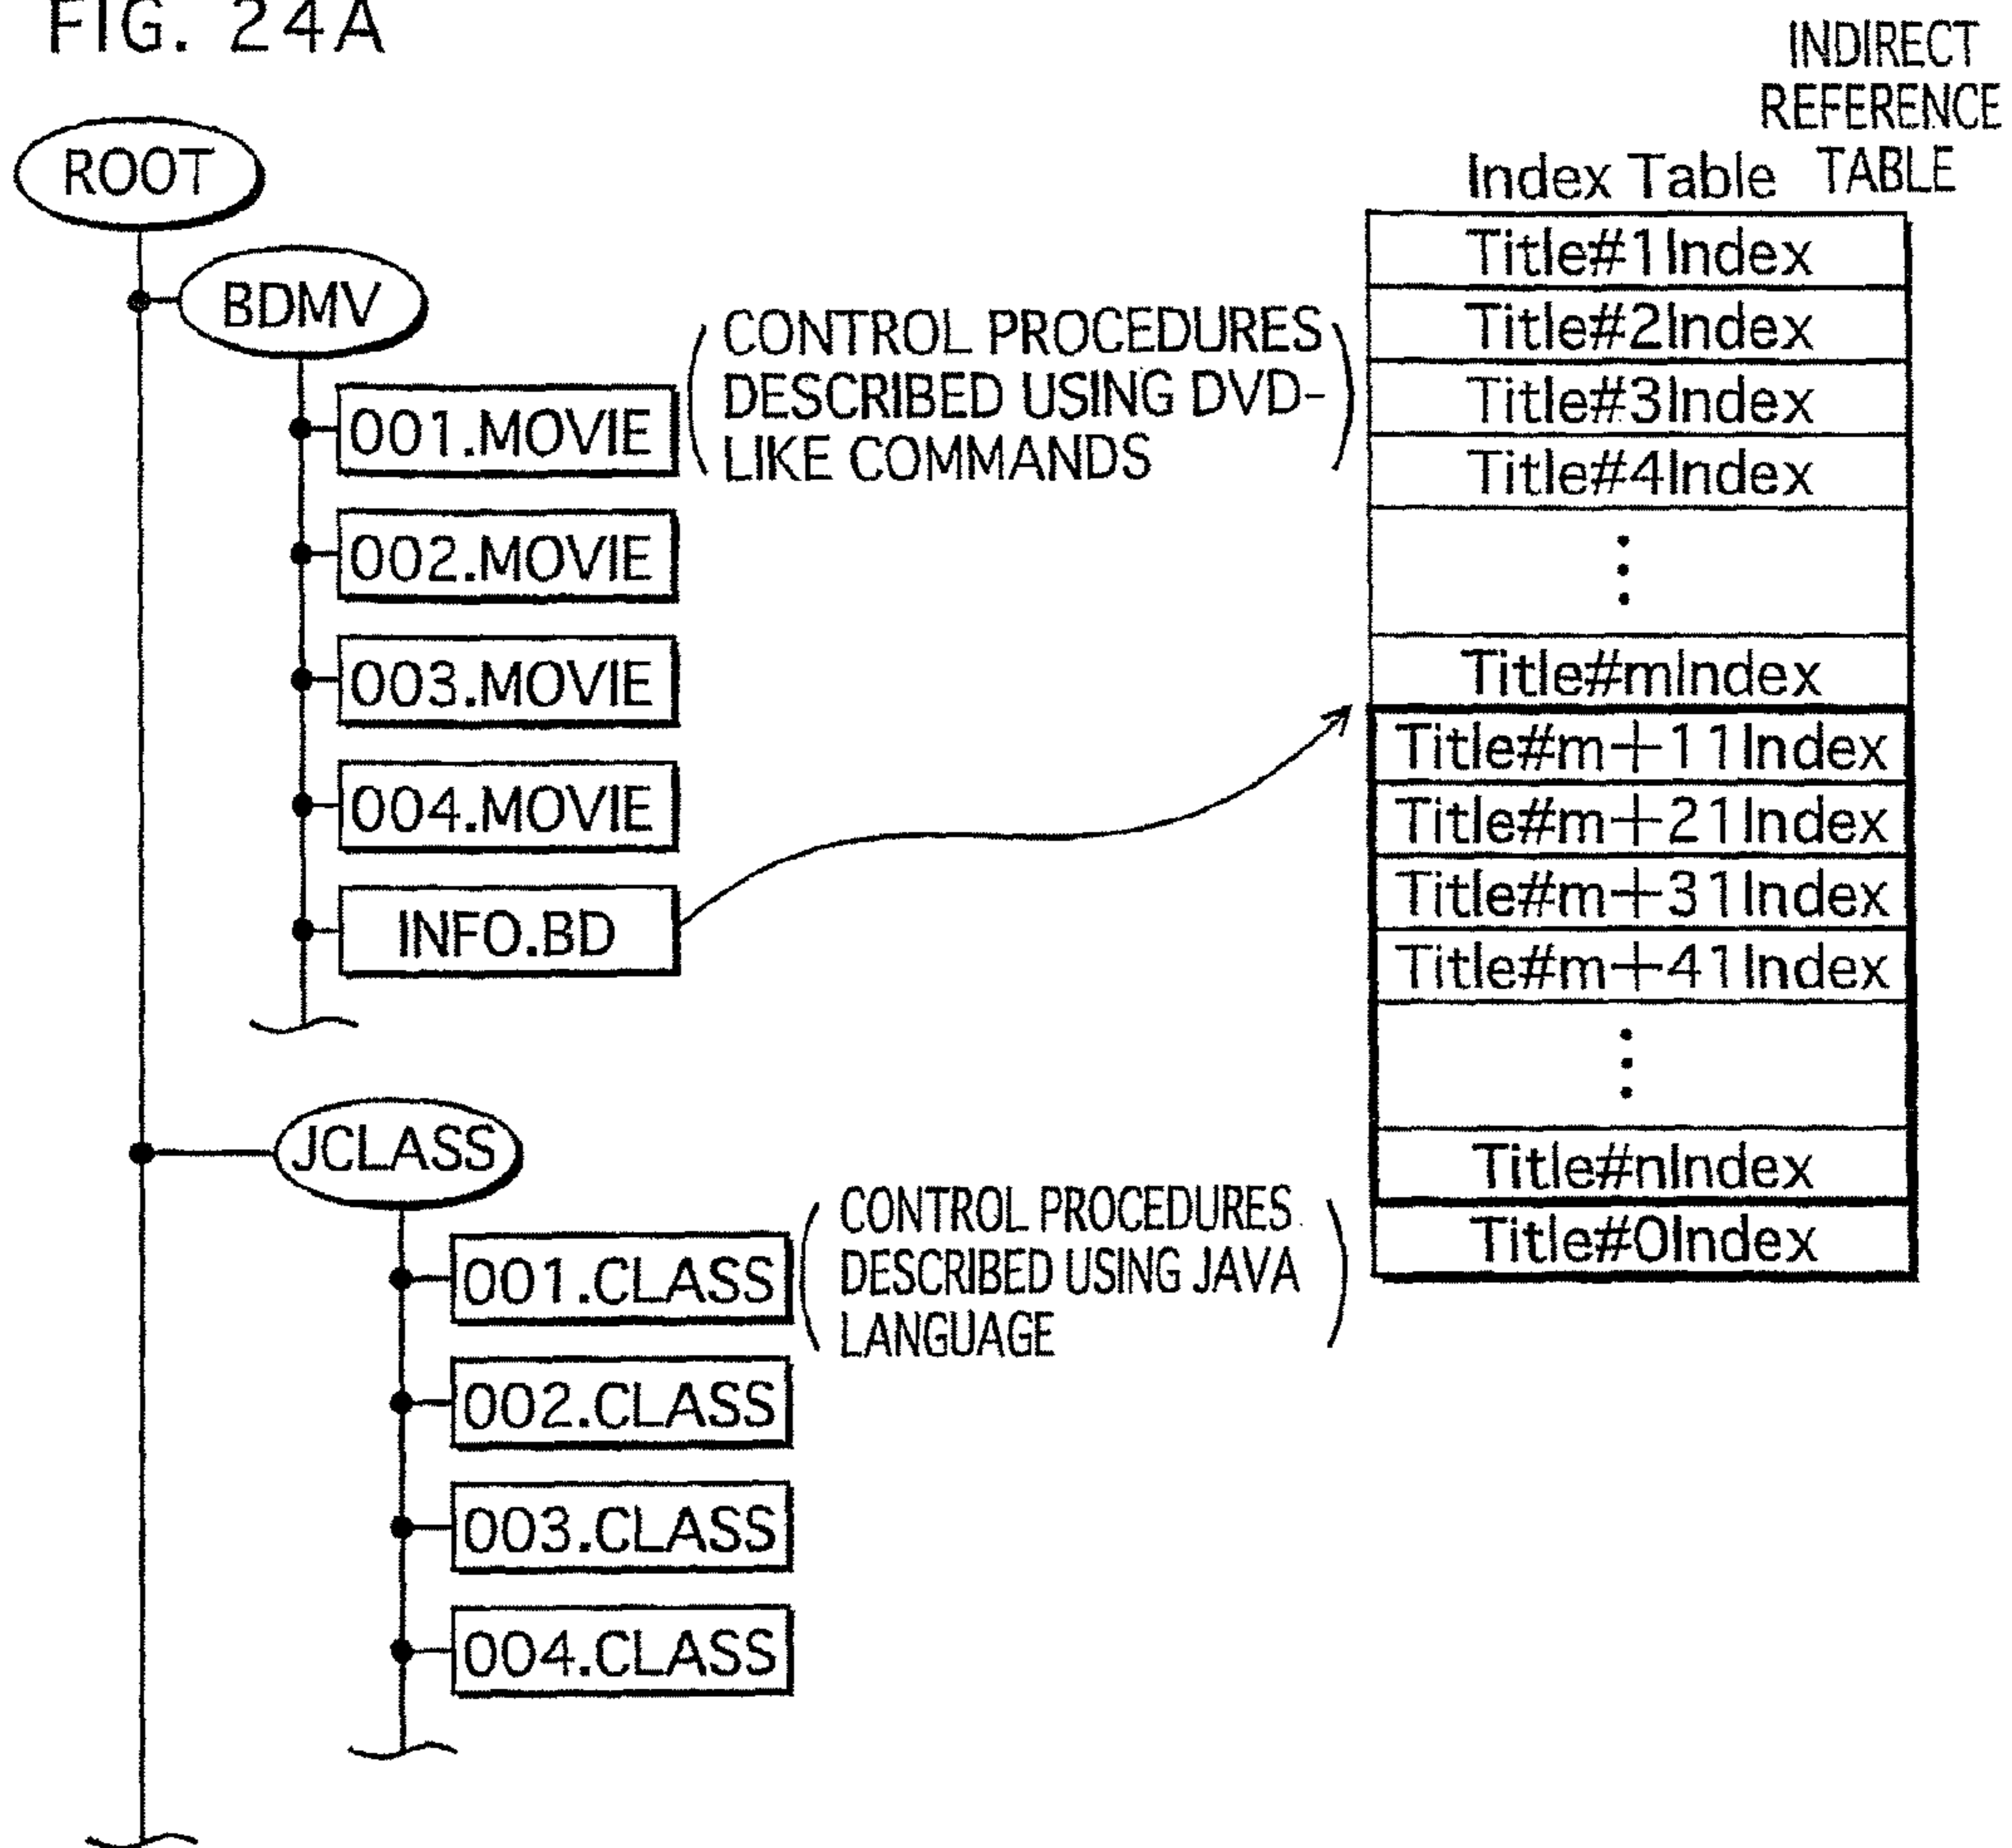 FIG. 24A
ROOT
BDMV
001.MOVIE
CONTROL PROCEDURES
DESCRIBED USING DVD-
LIKE COMMANDS
002.MOVIE
003.MOVIE
004.MOVIE
INFO.BD
JCLASS
001.CLASS
CONTROL PROCEDURES
DESCRIBED USING JAVA
LANGUAGE
002.CLASS
003.CLASS
004.CLASS
INDIRECT
REFERENCE
TABLE
Index Table
Title#1Index
Title#2Index
Title#3Index
Title#4Index
⋮
Title#mIndex
Title#m+11Index
Title#m+21Index
Title#m+31Index
Title#m+41Index
⋮
Title#nIndex
Title#0Index